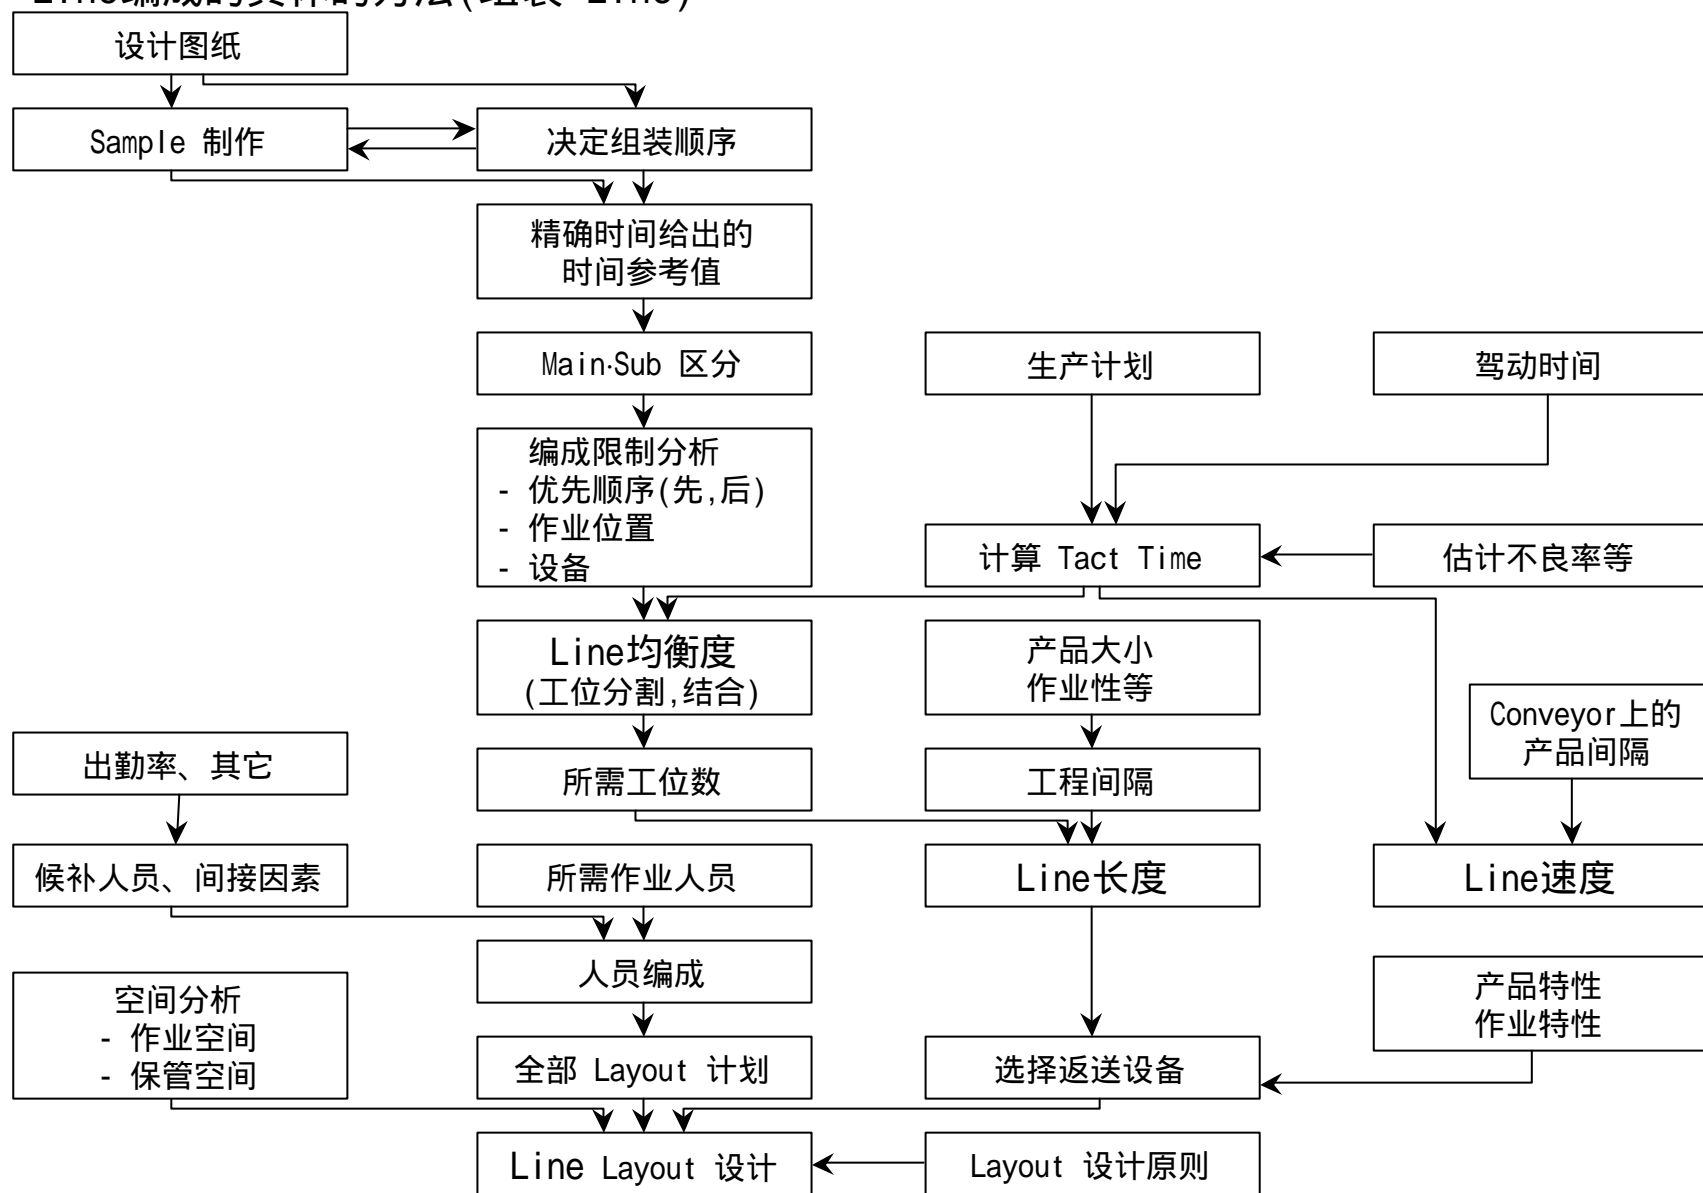 设计图纸
Sample 制作
决定组装顺序
精确时间给出的
时间参考值
Main·Sub 区分
生产计划
驾动时间
编成限制分析
- 优先顺序(先,后)
- 作业位置
- 设备
计算 Tact Time
估计不良率等
Line均衡度
(工位分割,结合)
产品大小
作业性等
Conveyor上的
产品间隔
出勤率、其它
所需工位数
工程间隔
候补人员、间接因素
所需作业人员
Line长度
Line速度
人员编成
空间分析
- 作业空间
- 保管空间
产品特性
作业特性
全部 Layout 计划
选择返送设备
Line Layout 设计
Layout 设计原则